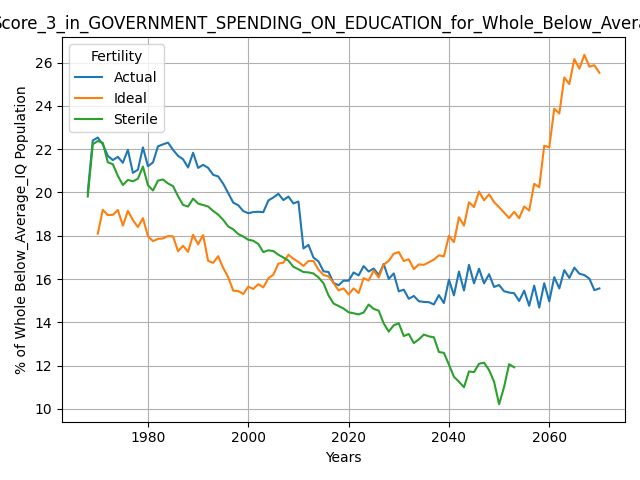 Score_3_in_GOVERNMENT_SPENDING_ON_EDUCATION_for_Whole_Below_Avera
Fertility
Actual
Ideal
Sterile
26
24
22
20
18
16
14
12
10
% of Whole Below_Average_IQ Population
1980
2000
2020
2040
2060
Years